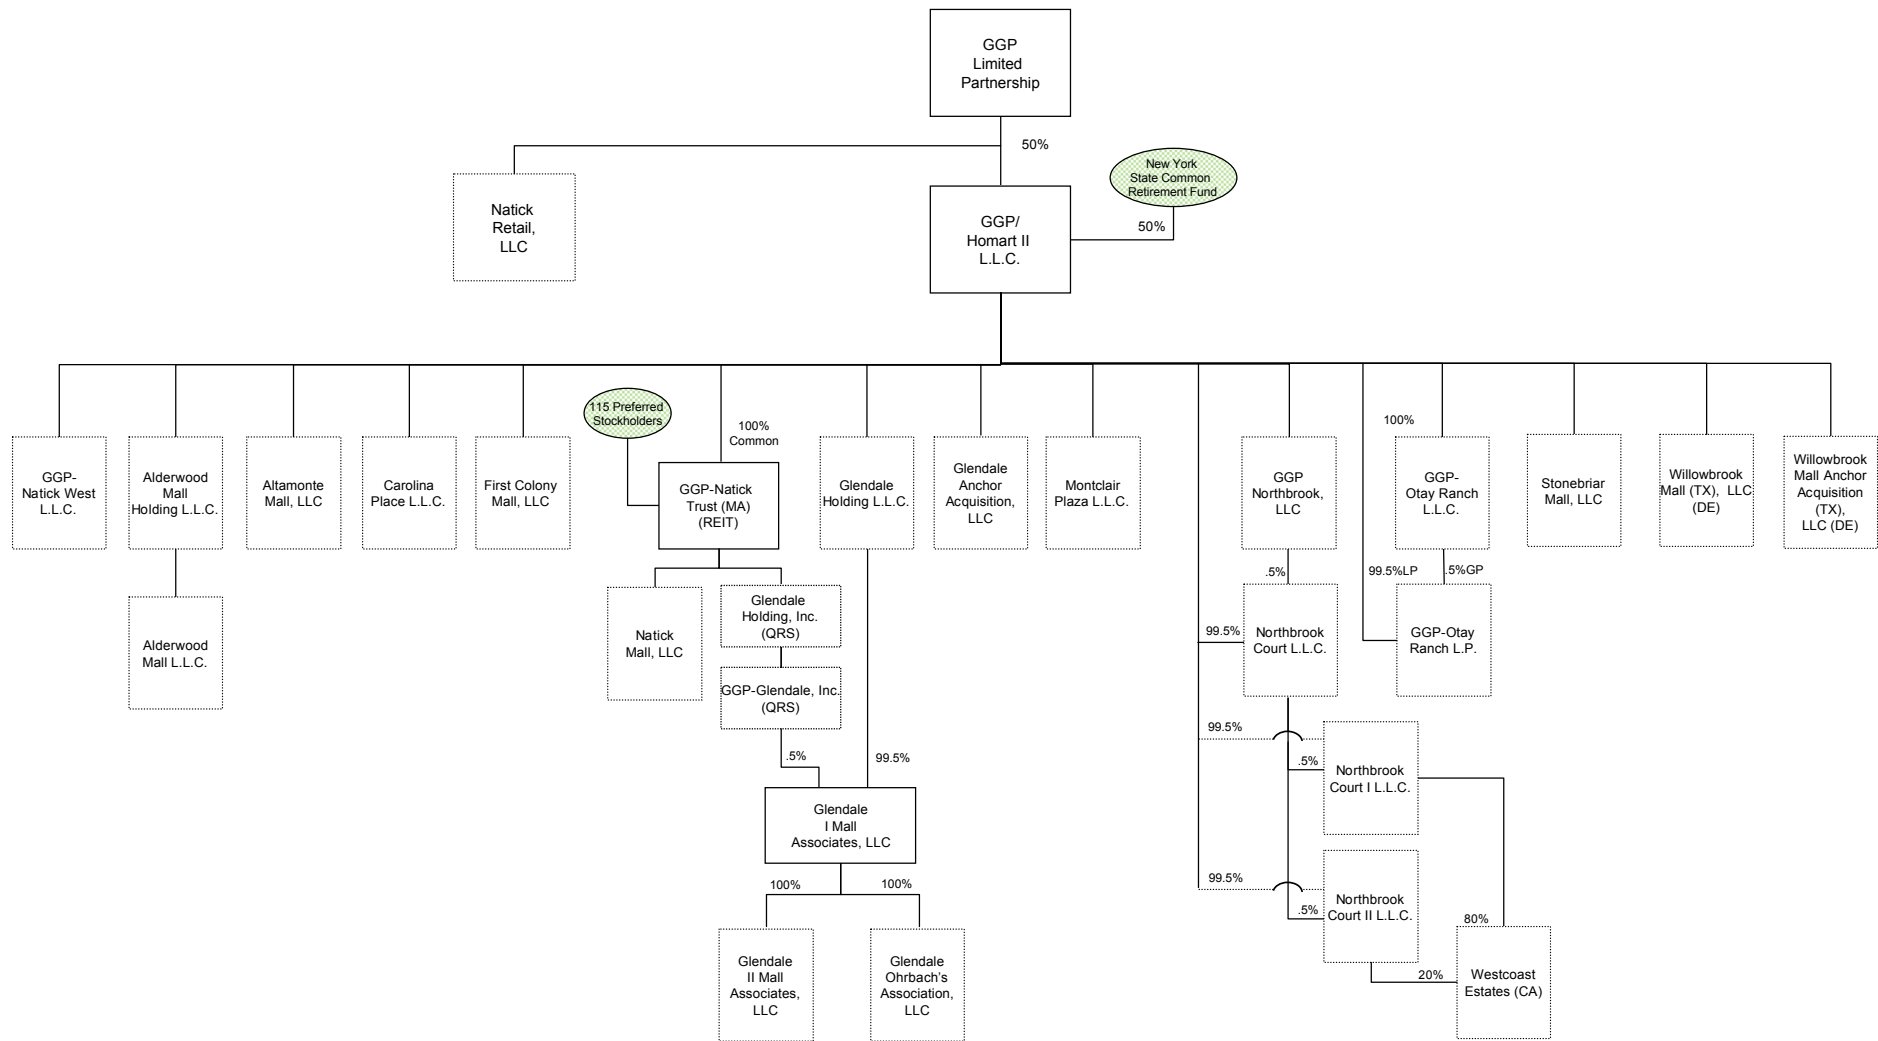 GGP
Limited
Partnership
50%
New York
State Common
Retirement Fund
50%
Natick
Retail,
LLC
GGP/
Homart II
L.L.C.
115 Preferred
Stockholders
100%
Common
100%
GGP-
Natick West
L.L.C.
Alderwood
Mall
Holding L.L.C.
Altamonte
Mall, LLC
Carolina
Place L.L.C.
First Colony
Mall, LLC
GGP-Natick
Trust (MA)
(REIT)
Glendale
Holding L.L.C.
Glendale
Anchor
Acquisition,
LLC
Montclair
Plaza L.L.C.
GGP
Northbrook,
LLC
GGP-
Otay Ranch
L.L.C.
Stonebriar
Mall, LLC
Willowbrook
Mall (TX), LLC
(DE)
Willowbrook
Mall Anchor
Acquisition
(TX),
LLC (DE)
.5%
99.5%LP
.5%GP
Alderwood
Mall L.L.C.
Natick
Mall, LLC
Glendale
Holding, Inc.
(QRS)
GGP-Glendale, Inc.
(QRS)
99.5%
Northbrook
Court L.L.C.
GGP-Otay
Ranch L.P.
.5%
99.5%
99.5%
.5%
Northbrook
Court I L.L.C.
Glendale
I Mall
Associates, LLC
100%
100%
99.5%
.5%
Northbrook
Court II L.L.C.
80%
20%
Glendale
II Mall
Associates,
LLC
Glendale
Ohrbach's
Association,
LLC
Westcoast
Estates (CA)